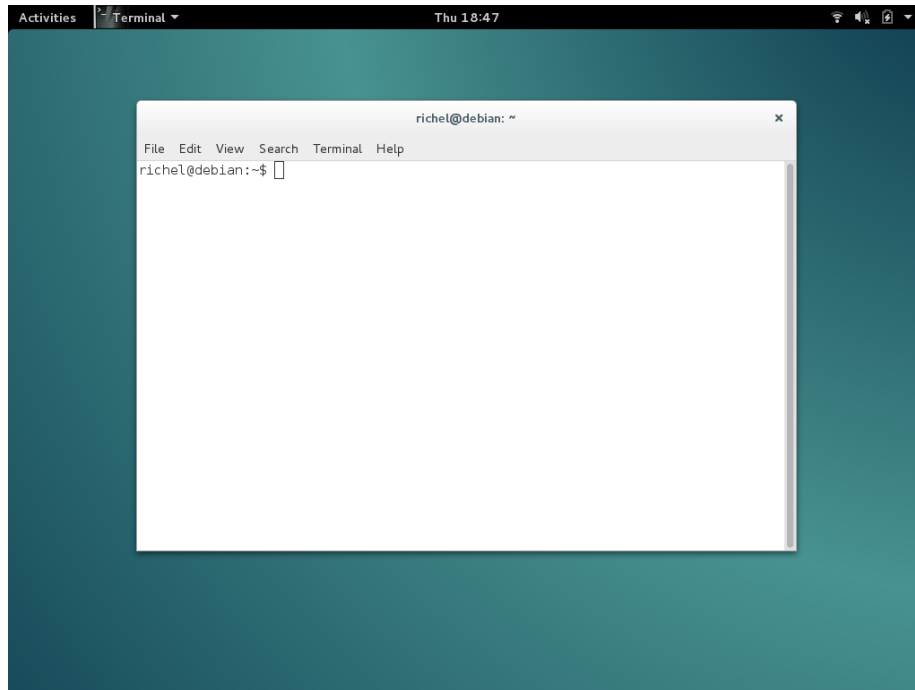 Activities Terminal Thu 18:47
richel@debian: ~
File Edit View Search Terminal Help
richel@debian:~$